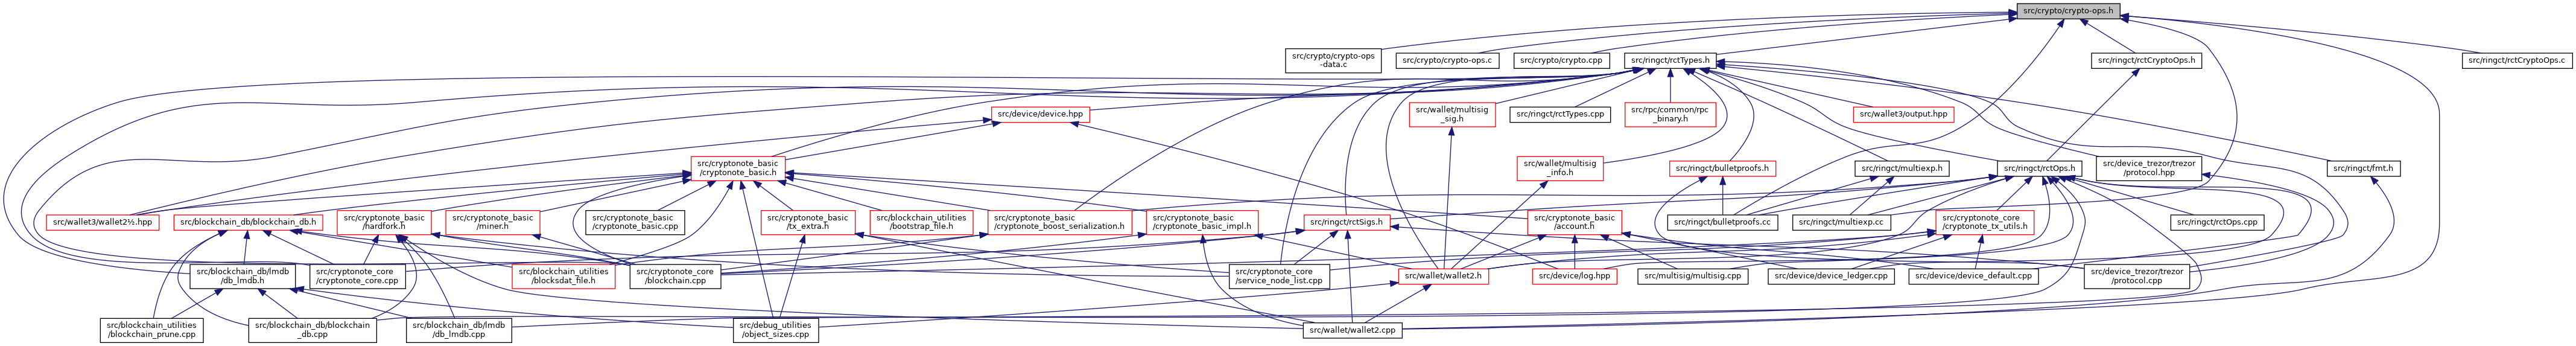 src/crypto/crypto-ops.h
src/crypto/crypto-ops
-data.c
src/crypto/crypto-ops.c
src/crypto/crypto.cpp
src/ringct/rctTypes.h
src/ringct/rctCryptoOps.h
src/ringct/rctCryptoOps.c
src/device/device.hpp
src/wallet/multisig
_sig.h
src/ringct/rctTypes.cpp
src/rpc/common/rpc
_binary.h
src/wallet3/output.hpp
src/cryptonote_basic
/cryptonote_basic.h
src/wallet/multisig
_info.h
src/ringct/bulletproofs.h
src/ringct/multiexp.h
src/ringct/rctOps.h
src/device_trezor/trezor
/protocol.hpp
src/ringct/fmt.h
src/wallet3/wallet2½.hpp
src/blockchain_db/blockchain_db.h
src/cryptonote_basic
/hardfork.h
src/cryptonote_basic
/miner.h
src/cryptonote_basic
/cryptonote_basic.cpp
src/cryptonote_basic
/tx_extra.h
src/blockchain_utilities
/bootstrap_file.h
src/cryptonote_basic
/cryptonote_boost_serialization.h
src/cryptonote_basic
/cryptonote_basic_impl.h
src/ringct/rctSigs.h
src/cryptonote_basic
/account.h
src/ringct/bulletproofs.cc
src/ringct/multiexp.cc
src/cryptonote_core
/cryptonote_tx_utils.h
src/ringct/rctOps.cpp
src/blockchain_db/lmdb
/db_lmdb.h
src/cryptonote_core
/cryptonote_core.cpp
src/blockchain_utilities
/blocksdat_file.h
src/cryptonote_core
/blockchain.cpp
src/cryptonote_core
/service_node_list.cpp
src/wallet/wallet2.h
src/device/log.hpp
src/multisig/multisig.cpp
src/device/device_ledger.cpp
src/device/device_default.cpp
src/device_trezor/trezor
/protocol.cpp
src/blockchain_utilities
/blockchain_prune.cpp
src/blockchain_db/blockchain
_db.cpp
src/blockchain_db/lmdb
/db_lmdb.cpp
src/debug_utilities
/object_sizes.cpp
src/wallet/wallet2.cpp